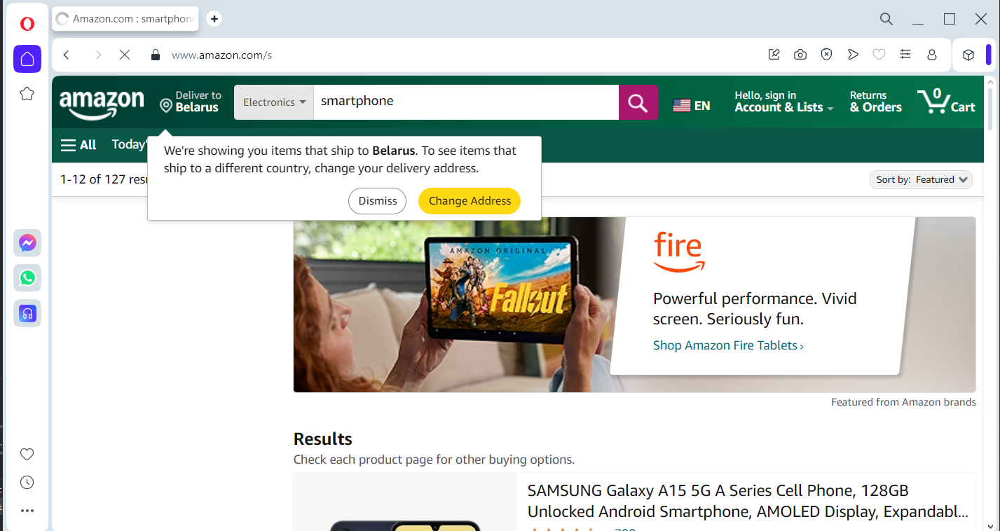 Amazon.com : smartphone
www.amazon.com/s
amazon
Deliver to
Belarus
Electronics
smartphone
EN
Hello, sign in
Account & Lists
Returns
& Orders
0
Cart
All
Today'
We're showing you items that ship to Belarus. To see items that
ship to a different country, change your delivery address.
Dismiss
Change Address
1-12 of 127
Sort by: Featured
AMAZON ORIGINAL
Fallout
fire
Powerful performance. Vivid
screen. Seriously fun.
Shop Amazon Fire Tablets ›
Featured from Amazon brands
Results
Check each product page for other buying options.
SAMSUNG Galaxy A15 5G A Series Cell Phone, 128GB
Unlocked Android Smartphone, AMOLED Display, Expandabl...